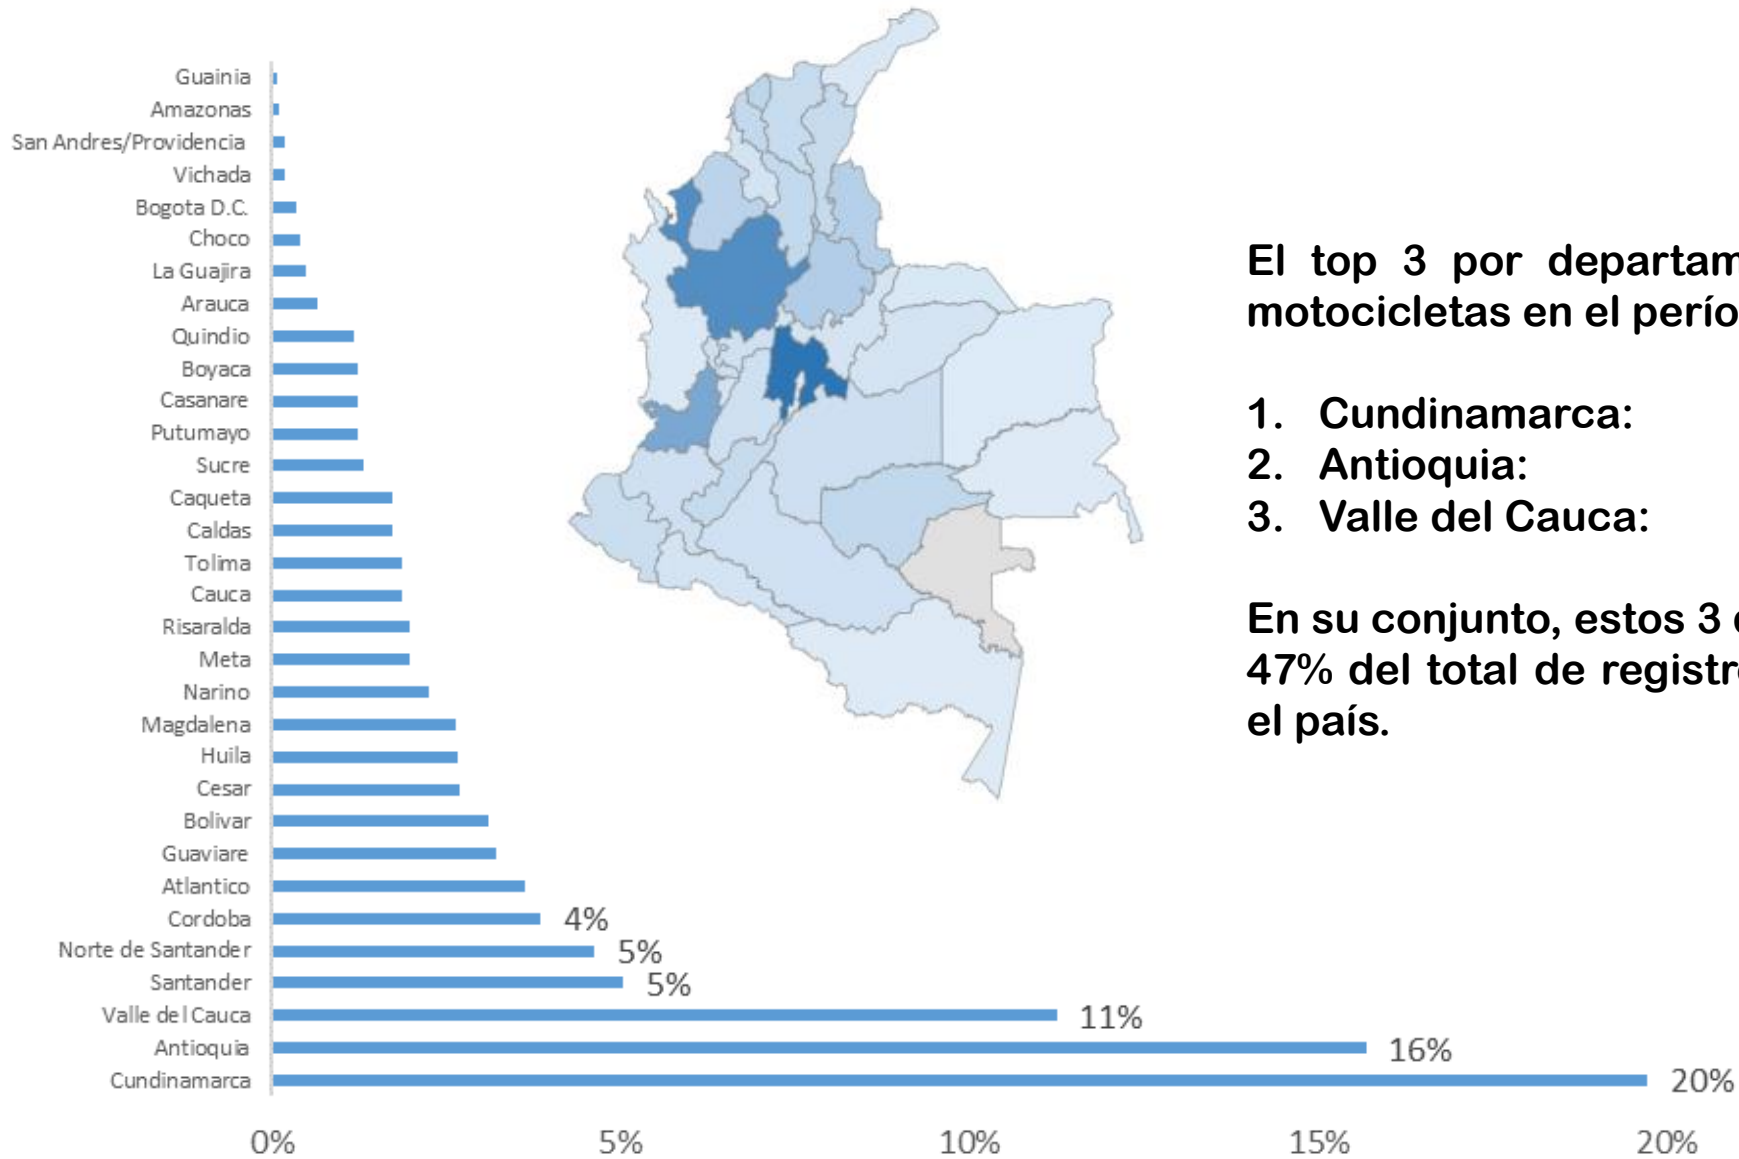 Guainia
Amazonas
San Andres/Providencia
Vichada
Bogota D.C.
Choco
La Guajira
Arauca
Quindio
Boyaca
Casanare
Putumayo
Sucre
Caqueta
Caldas
Tolima
Cauca
Risaralda
Meta
Narino
Magdalena
Huila
Cesar
Bolivar
Guaviare
Atlantico
Cordoba 4%
Norte de Santander 5%
Santander 5%
Valle del Cauca 11%
Antioquia 16%
Cundinamarca 20%
0% 5% 10% 15% 20%
El top 3 por departam
motocicletas en el perío
1. Cundinamarca:
2. Antioquia:
3. Valle del Cauca:
En su conjunto, estos 3
47% del total de registr
el país.